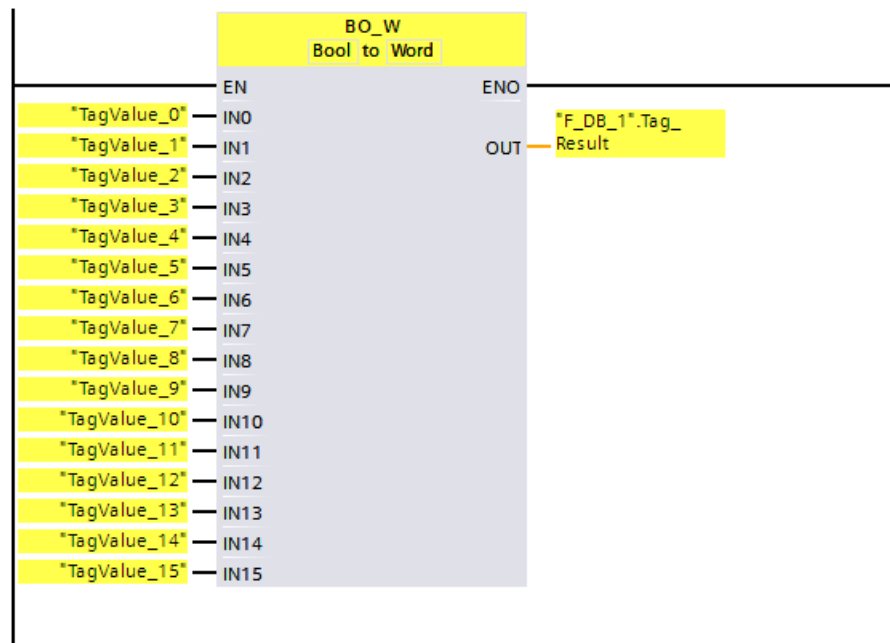 BO_W
Bool to Word
EN ENO
"TagValue_0" IN0
"F_DB_1".Tag_
"TagValue_1" IN1 OUT Result
"TagValue_2" IN2
"TagValue_3" IN3
"TagValue_4" IN4
"TagValue_5" IN5
"TagValue_6" IN6
"TagValue_7" IN7
"TagValue_8" IN8
"TagValue_9" IN9
"TagValue_10" IN10
"TagValue_11" IN11
"TagValue_12" IN12
"TagValue_13" IN13
"TagValue_14" IN14
"TagValue_15" IN15